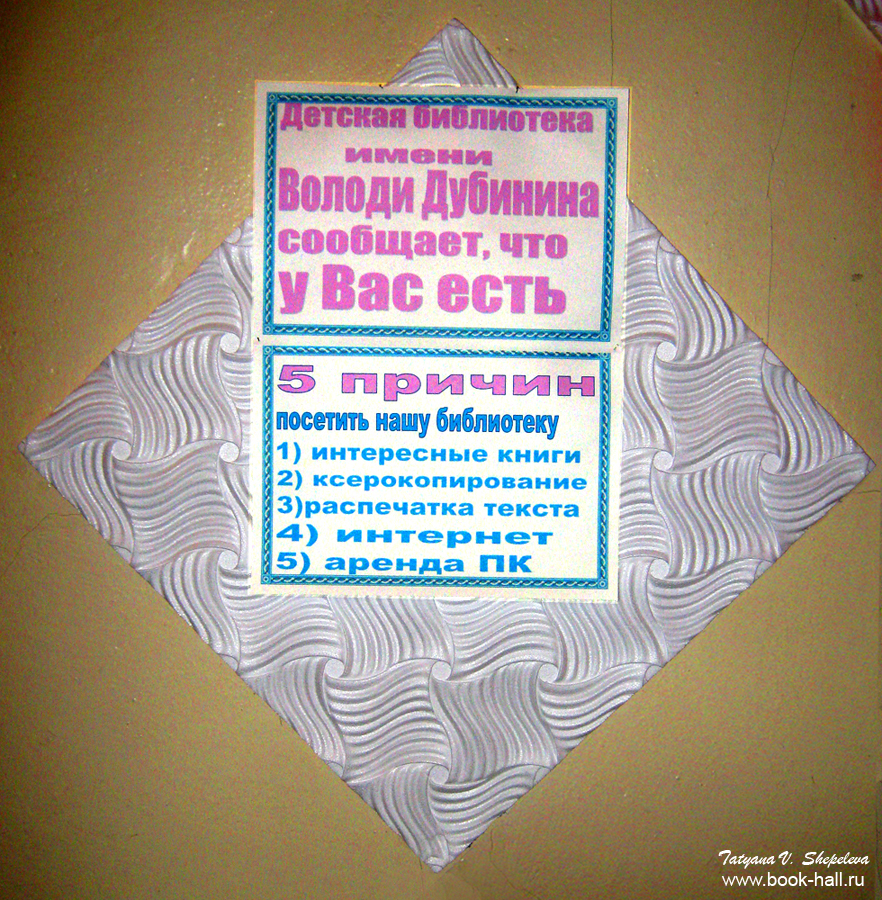 Детская библиотека
имени
Володи Дубинина
сообщает, что
у Вас есть
5 причин
посетить нашу библиотеку
1) интересные книги
2) ксерокопирование
3)распечатка текста
4) интернет
5) аренда ПК
Tatyana V. Shepeleva
www.book-hall.ru